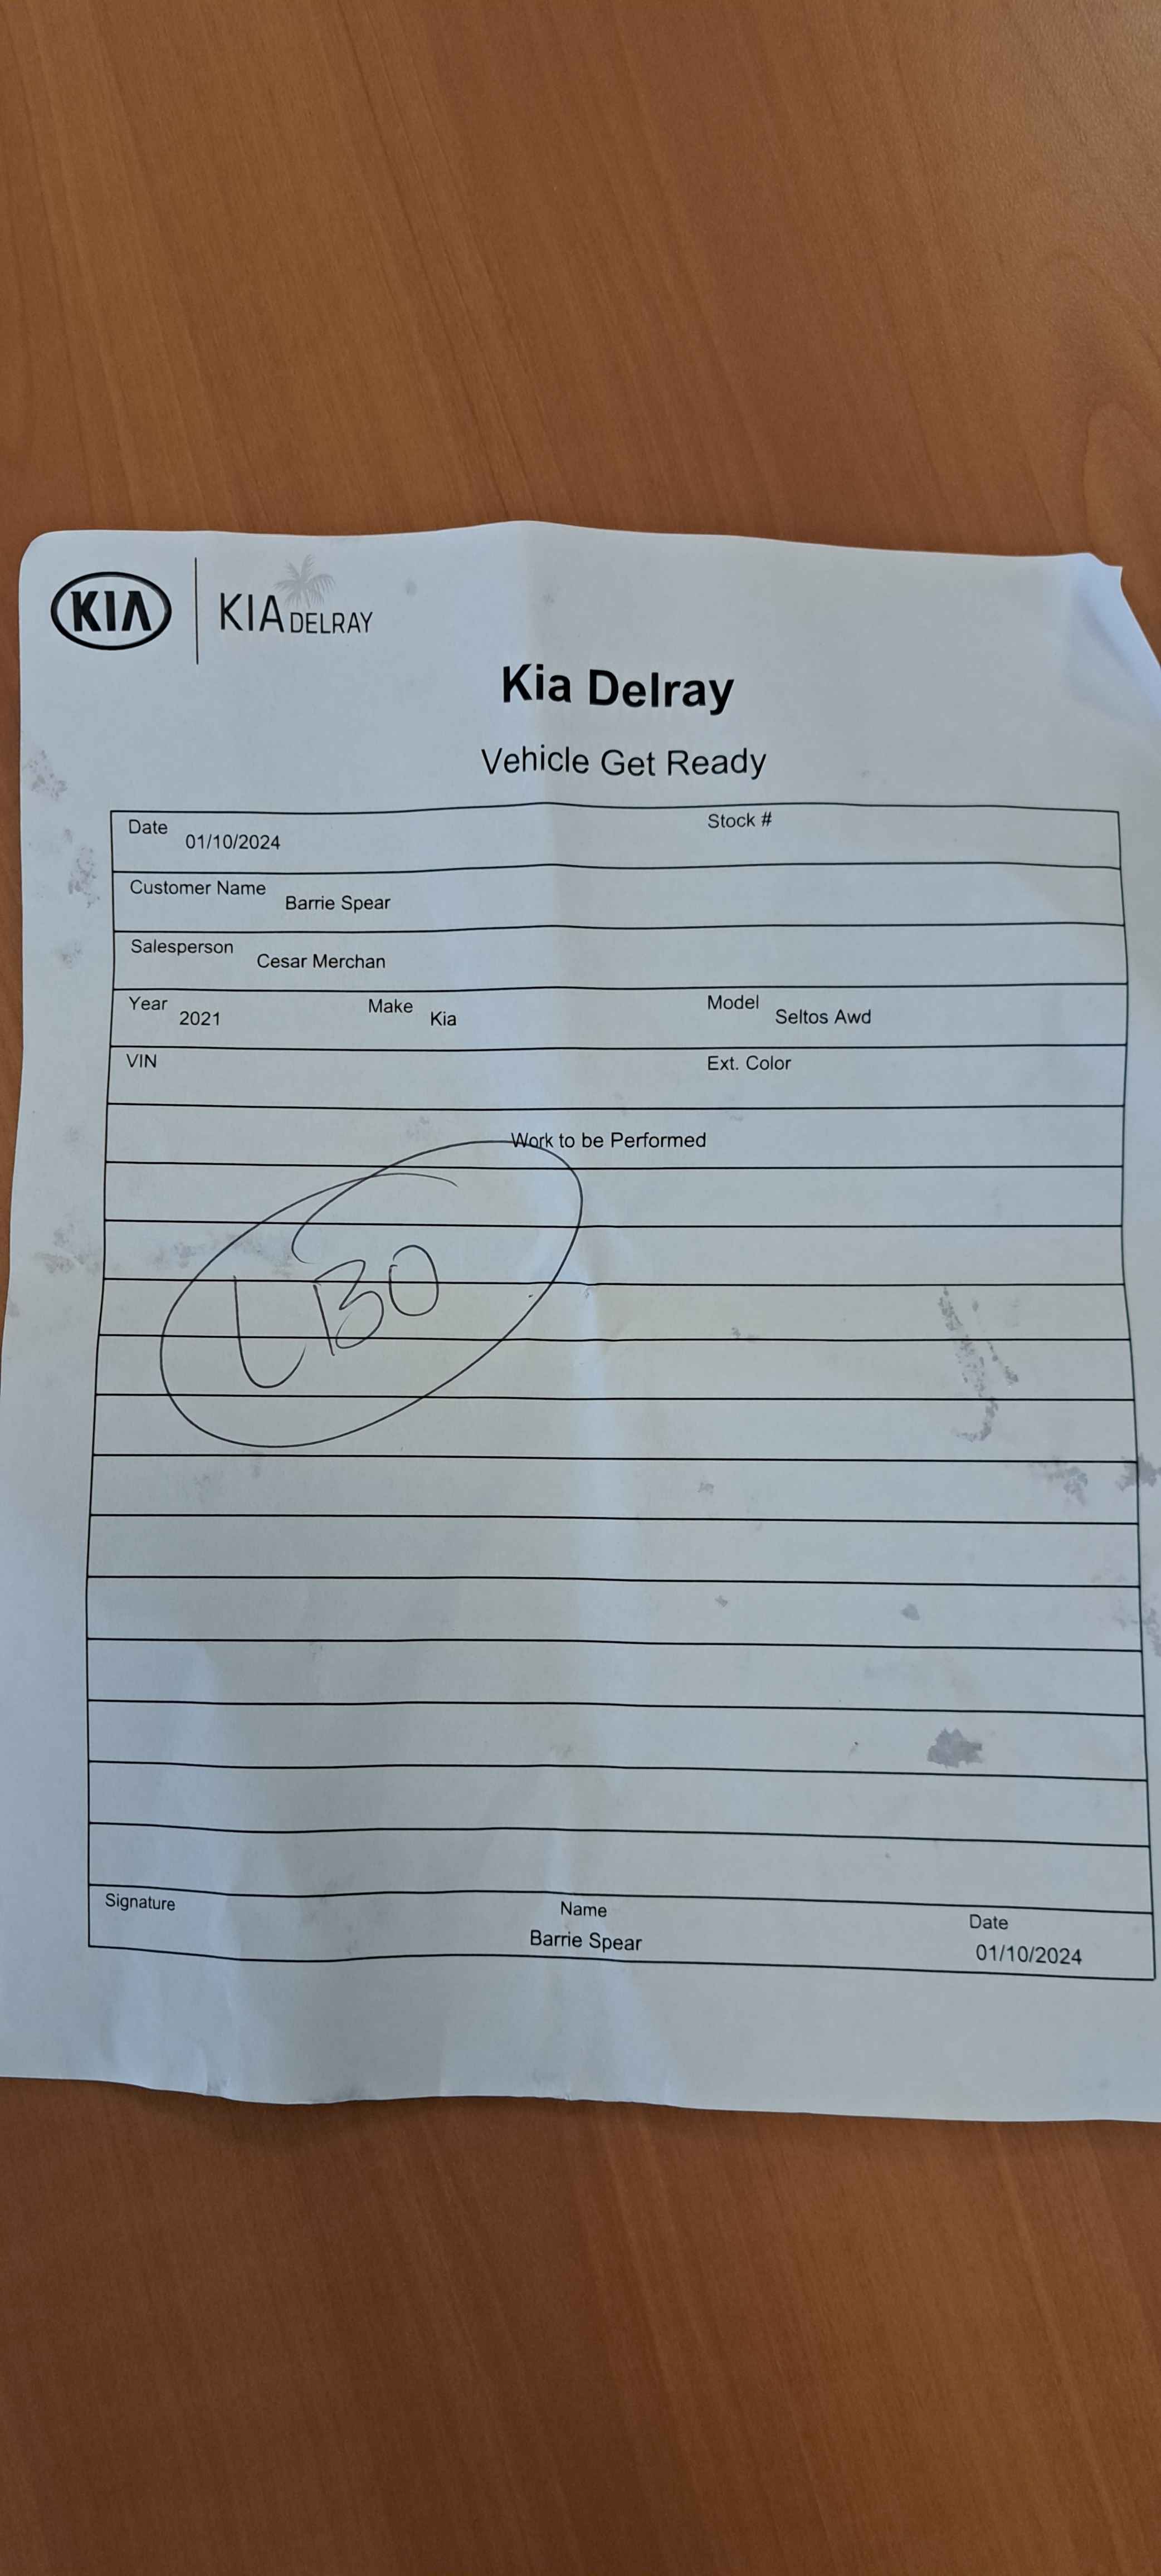 KIA KIA DELRAY
Kia Delray
Vehicle Get Ready
Date 01/10/2024 Stock #
Customer Name Barrie Spear
Salesperson Cesar Merchan
Year 2021 Make Kia Model Seltos Awd
VIN Ext. Color
Work to be Performed
LBO
Signature Name Date
Barrie Spear 01/10/2024